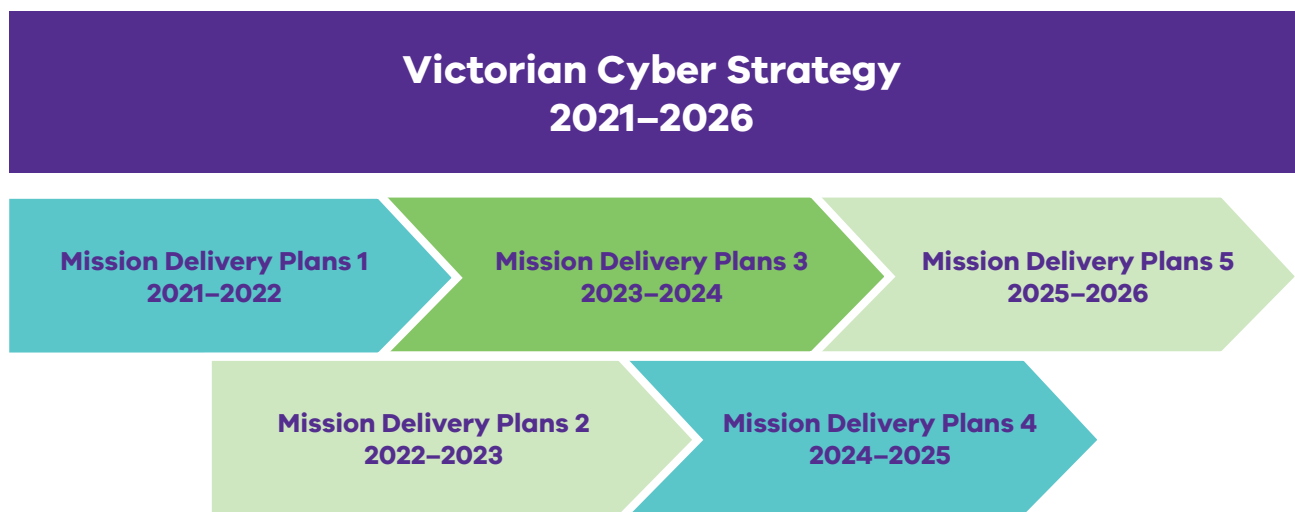 Victorian Cyber Strategy
2021–2026
Mission Delivery Plans 1
2021–2022
Mission Delivery Plans 3
2023–2024
Mission Delivery Plans 5
2025–2026
Mission Delivery Plans 2
2022–2023
Mission Delivery Plans 4
2024–2025